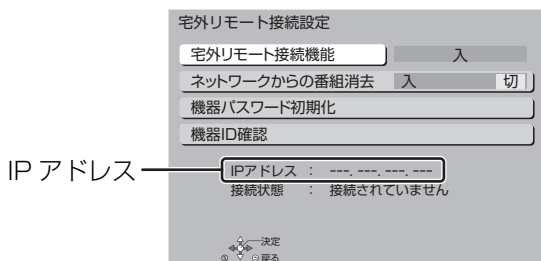 宅外リモート接続設定
宅外リモート接続機能 入
ネットワークからの番組消去 入 切
機器パスワード初期化
機器ID確認
IP アドレス
IPアドレス : ---. ---. ---. ---
接続状態 : 接続されていません
決定
戻る